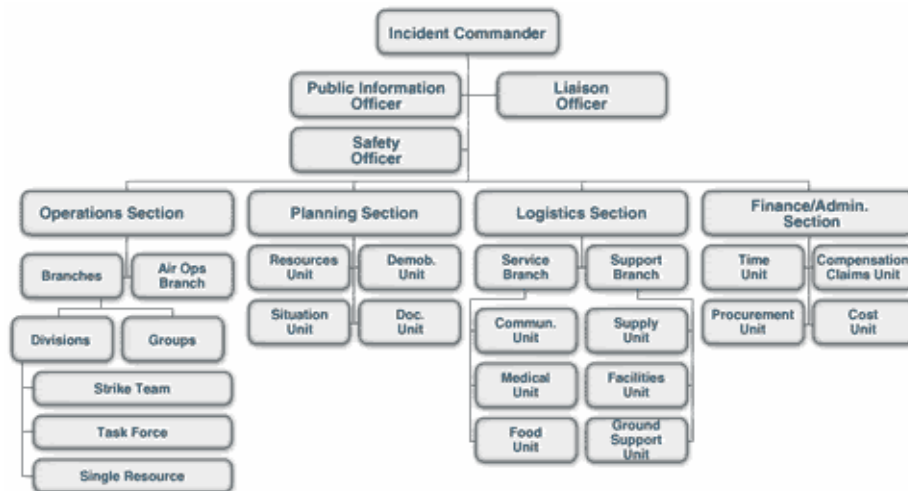 Incident Commander
Public Information
Officer
Liaison
Officer
Safety
Officer
Operations Section
Planning Section
Logistics Section
Finance/Admin.
Section
Branches
Air Ops
Branch
Resources
Unit
Demob.
Unit
Service
Branch
Support
Branch
Time
Unit
Compensation
Claims Unit
Situation
Unit
Doc.
Unit
Procurement
Unit
Cost
Unit
Divisions
Groups
Commun.
Unit
Supply
Unit
Strike Team
Medical
Unit
Facilities
Unit
Task Force
Food
Unit
Ground
Support
Unit
Single Resource